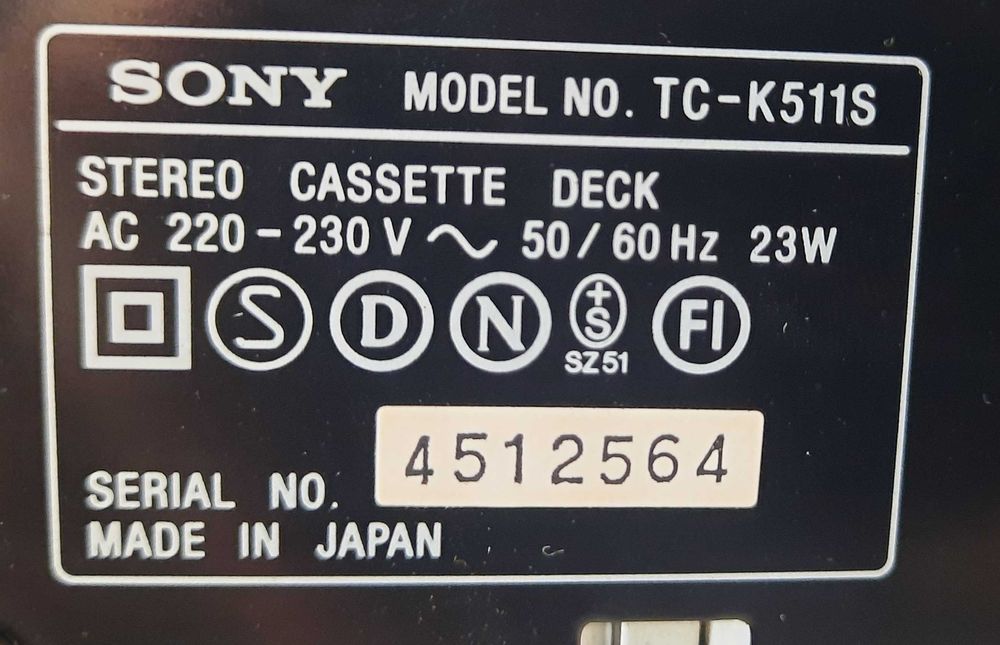 SONY MODEL NO. TC-K511S
STEREO CASSETTE DECK
AC 220-230 V ~ 50/60 Hz 23W
S D N +S FI
SZ51
SERIAL NO. 4512564
MADE IN JAPAN